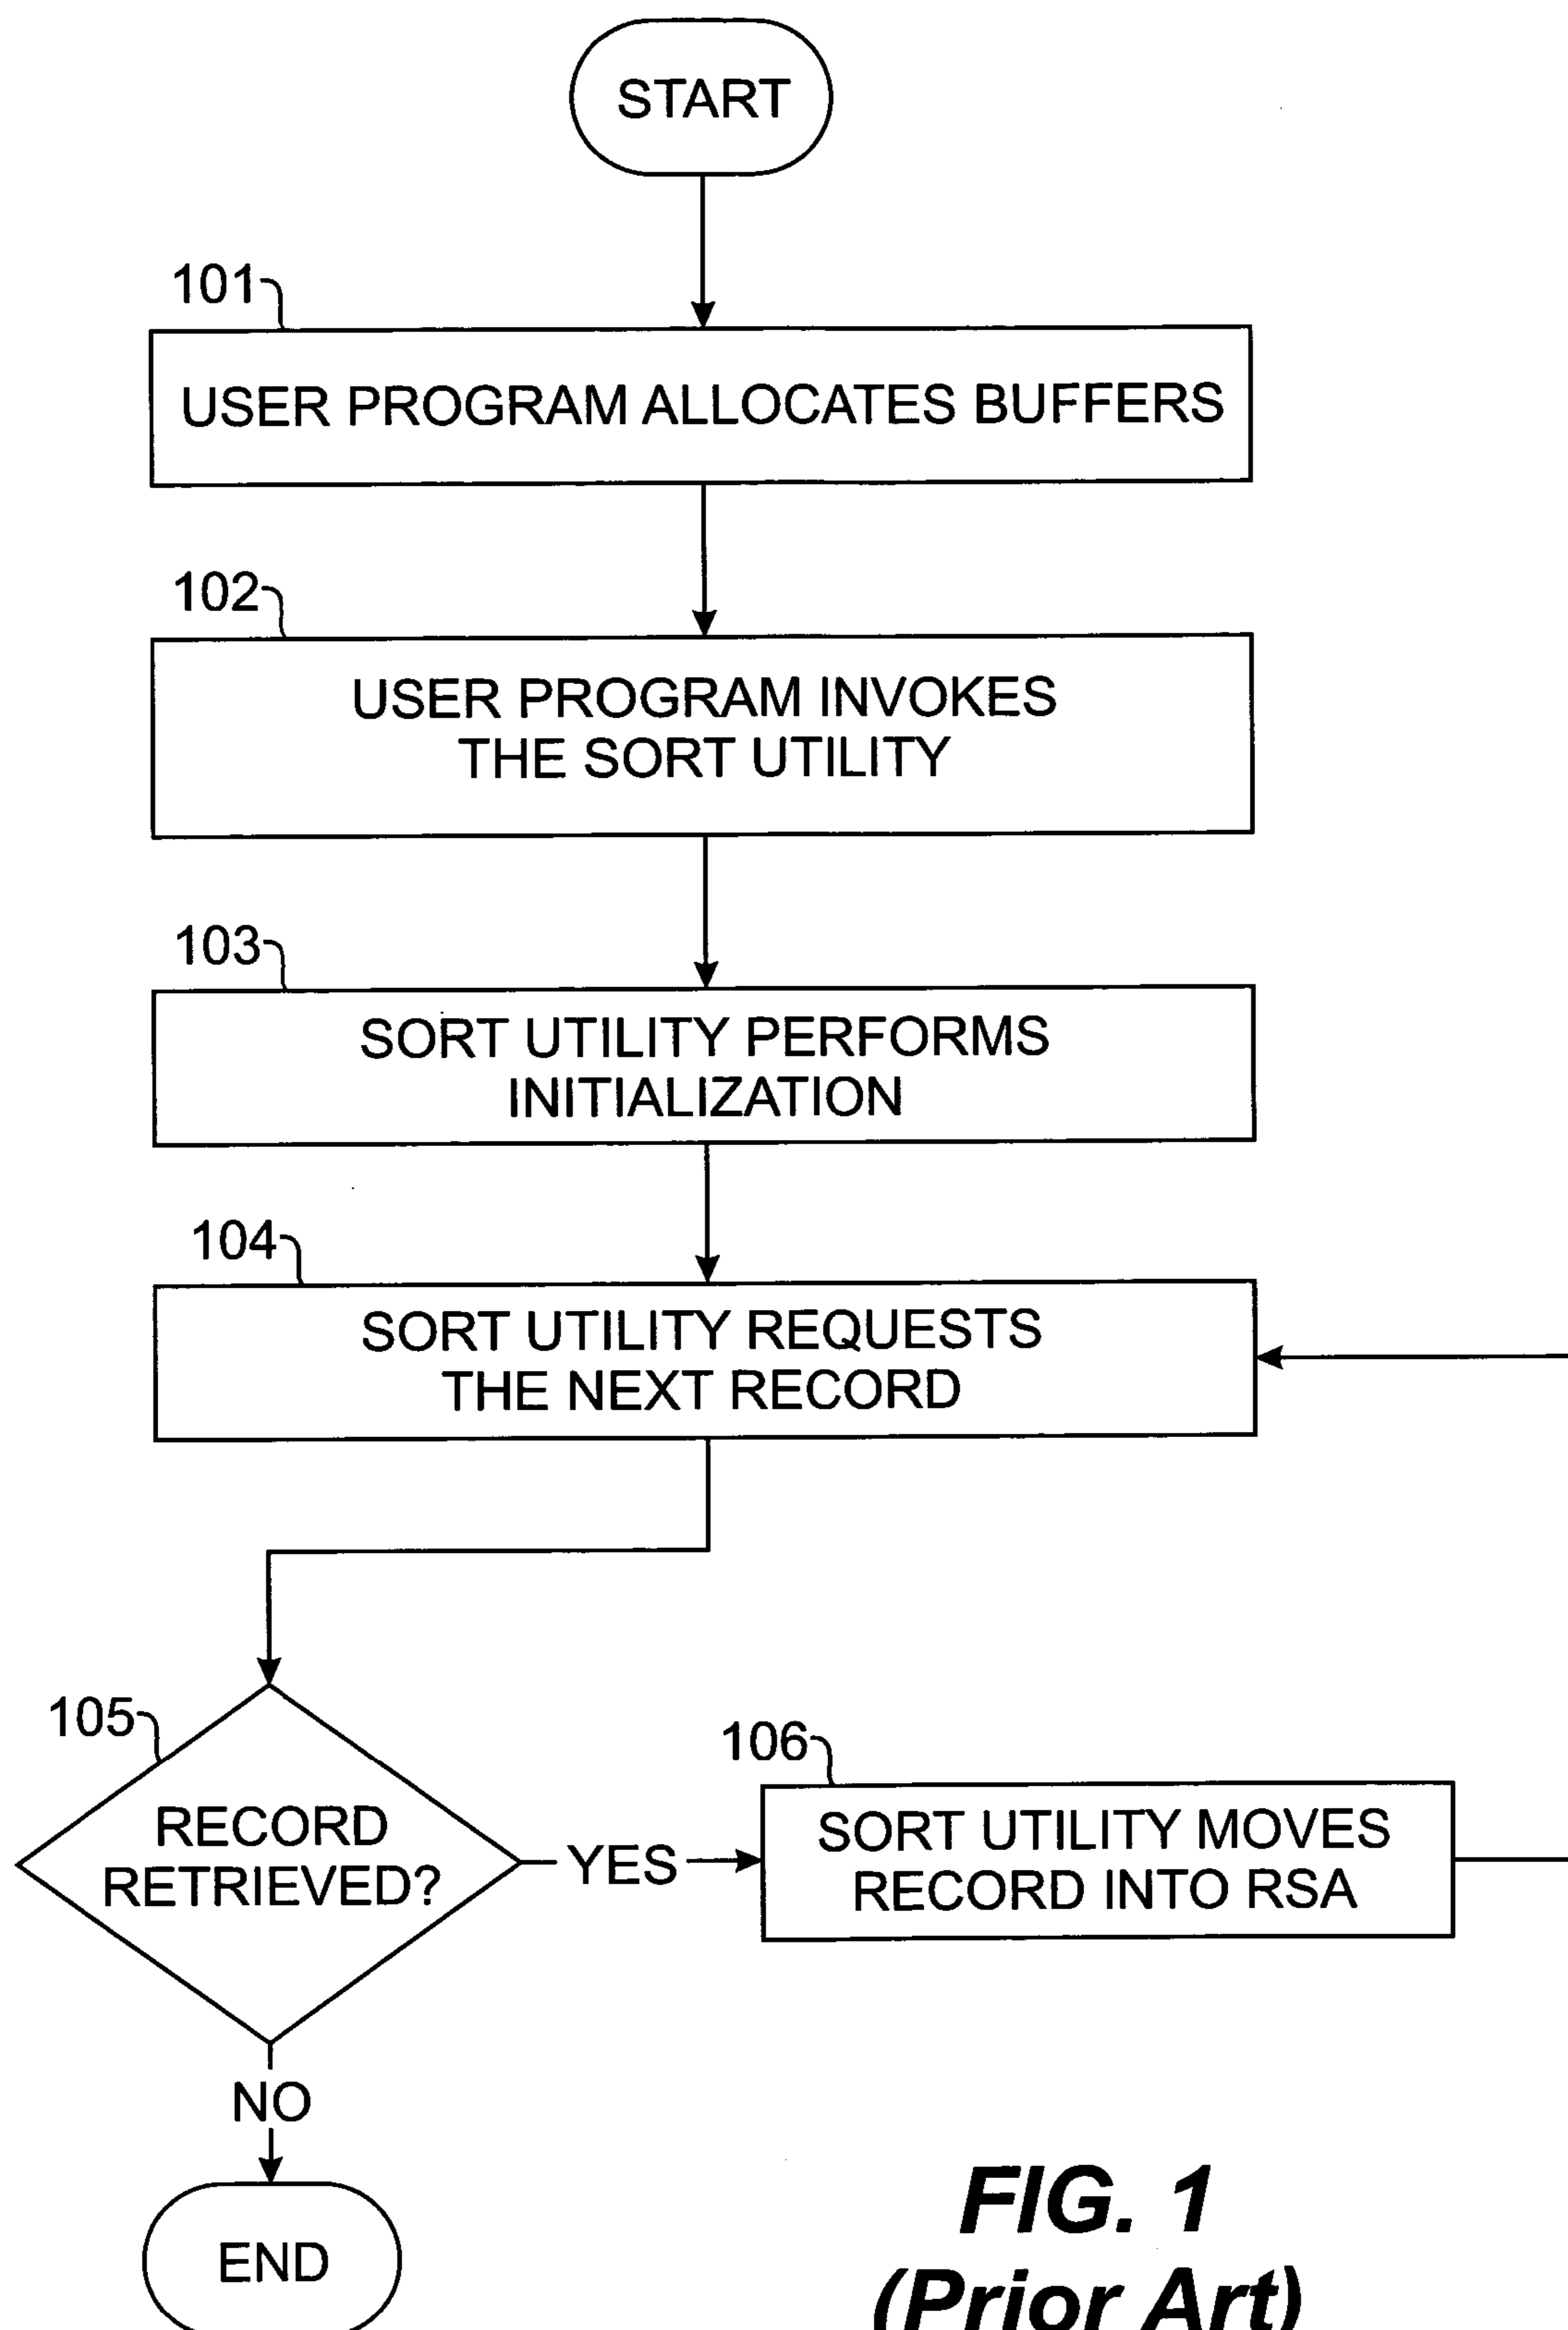 START
101
USER PROGRAM ALLOCATES BUFFERS
102
USER PROGRAM INVOKES
THE SORT UTILITY
103
SORT UTILITY PERFORMS
INITIALIZATION
104
SORT UTILITY REQUESTS
THE NEXT RECORD
105
RECORD
RETRIEVED?
YES
106
SORT UTILITY MOVES
RECORD INTO RSA
NO
END
FIG. 1
(Prior Art)